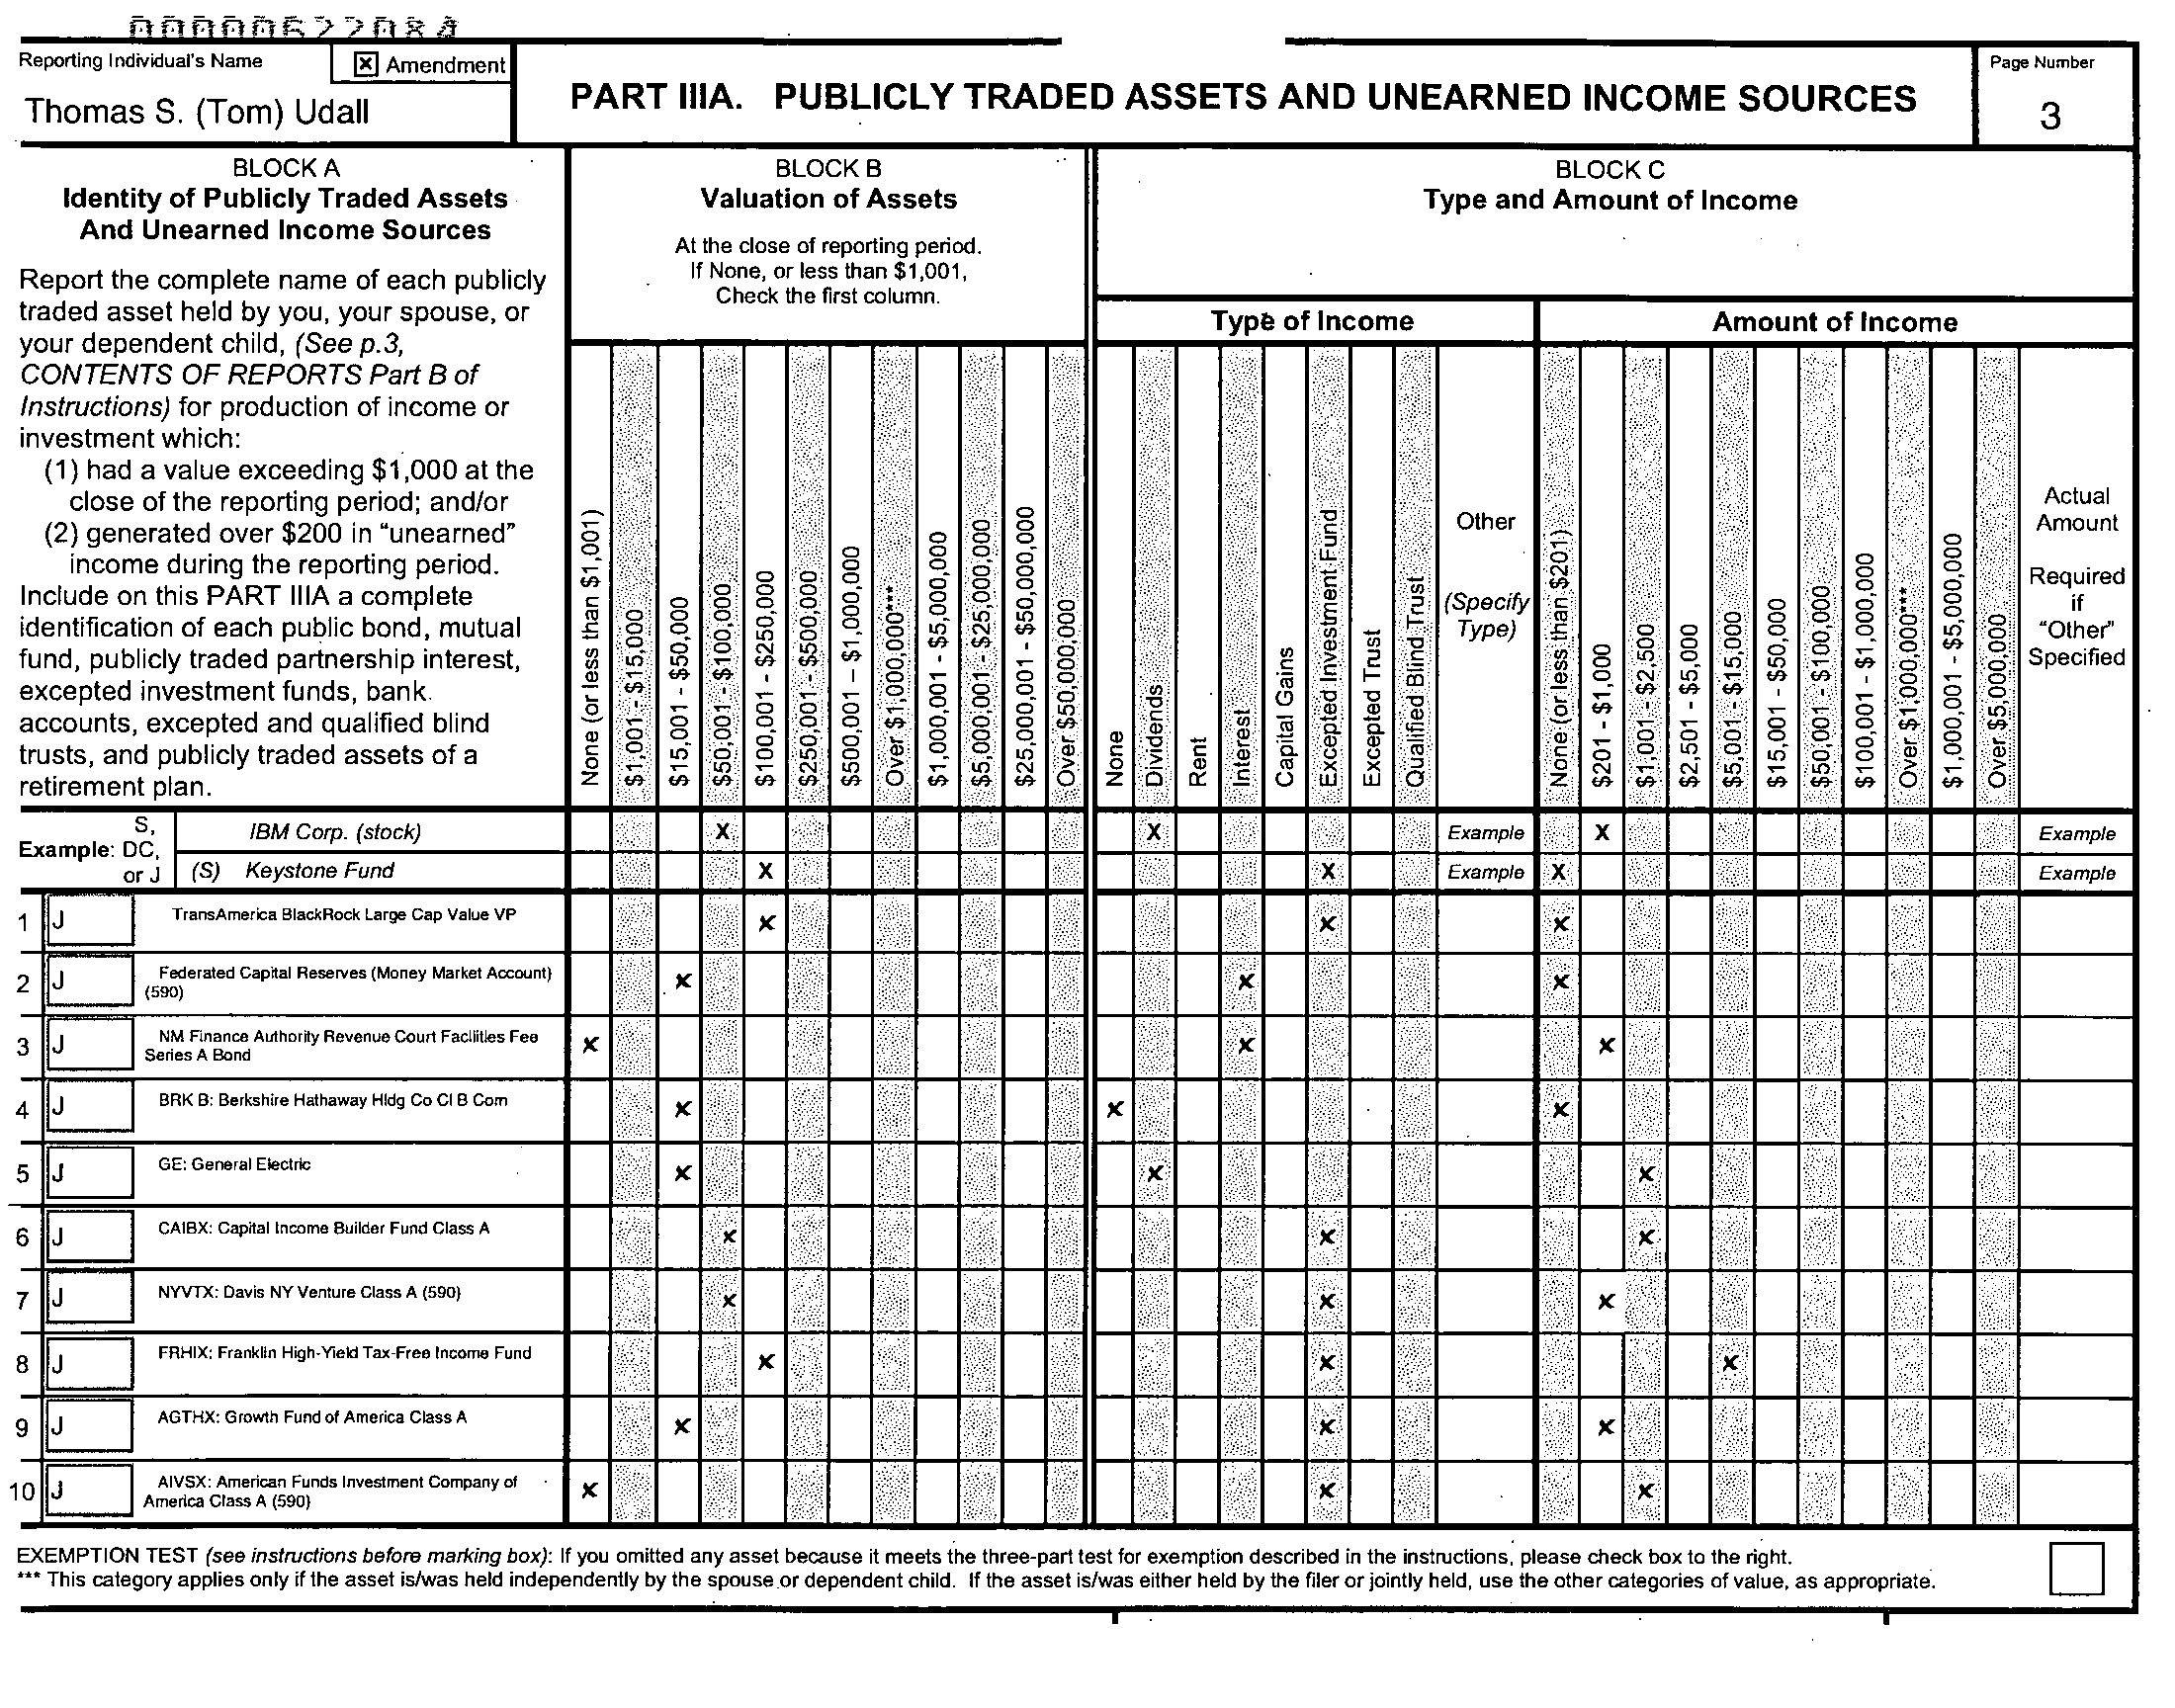 Reporting Individual's Name
☒ Amendment
Thomas S. (Tom) Udall
PART IIIA. PUBLICLY TRADED ASSETS AND UNEARNED INCOME SOURCES
Page Number
3
BLOCK A
Identity of Publicly Traded Assets
And Unearned Income Sources
Report the complete name of each publicly
traded asset held by you, your spouse, or
your dependent child, (See p.3,
CONTENTS OF REPORTS Part B of
Instructions) for production of income or
investment which:
(1) had a value exceeding $1,000 at the
close of the reporting period; and/or
(2) generated over $200 in "unearned"
income during the reporting period.
Include on this PART IIIA a complete
identification of each public bond, mutual
fund, publicly traded partnership interest,
excepted investment funds, bank
accounts, excepted and qualified blind
trusts, and publicly traded assets of a
retirement plan.
BLOCK B
Valuation of Assets
At the close of reporting period.
If None, or less than $1,001,
Check the first column.
None (or less than $1,001)
$1,001 - $15,000
$15,001 - $50,000
$50,001 - $100,000
$100,001 - $250,000
$250,001 - $500,000
$500,001 – $1,000,000
Over $1,000,000***
$1,000,001 - $5,000,000
$5,000,001 - $25,000,000
$25,000,001 - $50,000,000
Over $50,000,000
BLOCK C
Type and Amount of Income
Type of Income
None
Dividends
Rent
Interest
Capital Gains
Excepted Investment Fund
Excepted Trust
Qualified Blind Trust
Other
(Specify
Type)
Amount of Income
None (or less than $201)
$201 - $1,000
$1,001 - $2,500
$2,501 - $5,000
$5,001 - $15,000
$15,001 - $50,000
$50,001 - $100,000
$100,001 - $1,000,000
Over $1,000,000***
$1,000,001 - $5,000,000
Over $5,000,000
Actual
Amount
Required
if
"Other"
Specified
Example: S, DC, or J
IBM Corp. (stock) X X Example X Example
(S) Keystone Fund X X Example X Example
1 J TransAmerica BlackRock Large Cap Value VP x x x
2 J Federated Capital Reserves (Money Market Account)
(590) x x x
3 J NM Finance Authority Revenue Court Facilities Fee
Series A Bond x x x
4 J BRK B: Berkshire Hathaway Hldg Co Cl B Com x x x
5 J GE: General Electric x x x
6 J CAIBX: Capital Income Builder Fund Class A x x x
7 J NYVTX: Davis NY Venture Class A (590) x x x
8 J FRHIX: Franklin High-Yield Tax-Free Income Fund x x x
9 J AGTHX: Growth Fund of America Class A x x x
10 J AIVSX: American Funds Investment Company of
America Class A (590) x x x
EXEMPTION TEST (see instructions before marking box): If you omitted any asset because it meets the three-part test for exemption described in the instructions, please check box to the right.
*** This category applies only if the asset is/was held independently by the spouse or dependent child. If the asset is/was either held by the filer or jointly held, use the other categories of value, as appropriate.